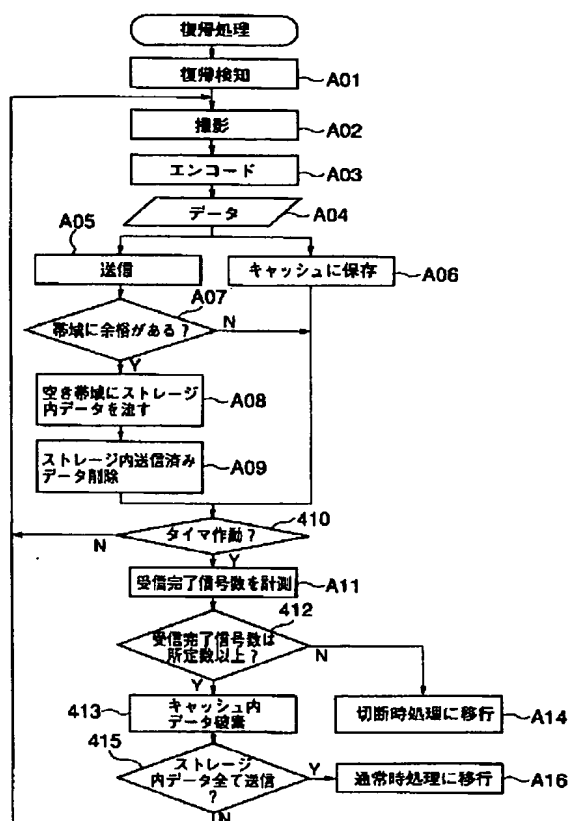 復帰処理
復帰検知
A01
撮影
A02
エンコード
A03
データ
A04
A05
送信
キャッシュに保存
A06
A07
帯域に余裕がある？
N
Y
空き帯域にストレージ
内データを流す
A08
ストレージ内送信済み
データ削除
A09
タイマ作動？
410
N
Y
受信完了信号数を計測
A11
412
受信完了信号数は
所定数以上？
N
Y
413
キャッシュ内
データ破棄
切断時処理に移行
A14
415
ストレージ
内データ全て送信
？
Y
通常時処理に移行
A16
N